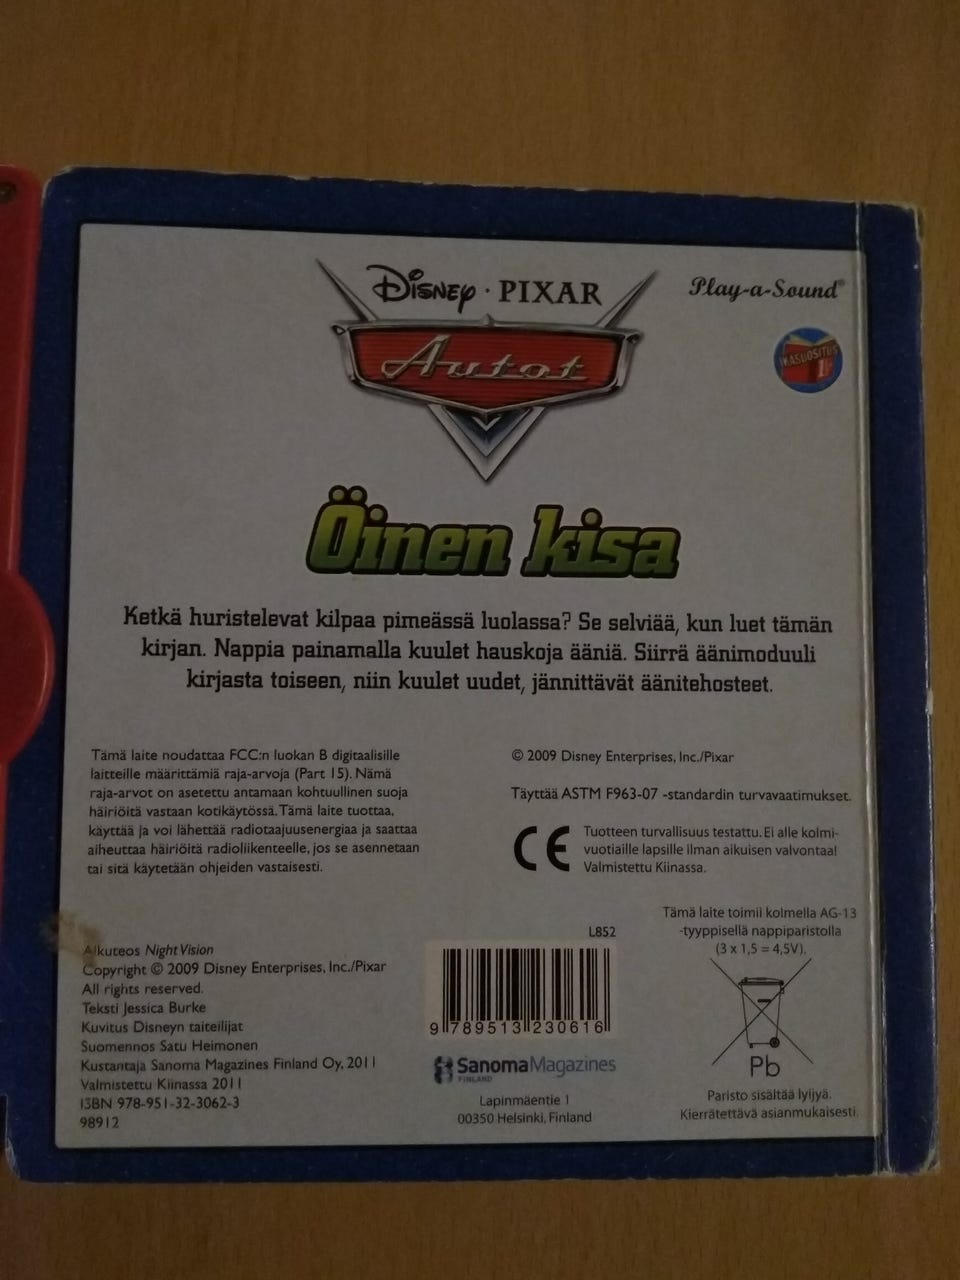 Disney · PIXAR
Play-a-Sound®
Autot
IKÄSUOSITUS
Öinen kisa
Ketkä huristelevat kilpaa pimeässä luolassa? Se selviää, kun luet tämän
kirjan. Nappia painamalla kuulet hauskoja ääniä. Siirrä äänimoduuli
kirjasta toiseen, niin kuulet uudet, jännittävät äänitehosteet.
Tämä laite noudattaa FCC:n luokan B digitaalisille
laitteille määrittämiä raja-arvoja (Part 15). Nämä
raja-arvot on asetettu antamaan kohtuullinen suoja
häiriöitä vastaan kotikäytössä. Tämä laite tuottaa,
käyttää ja voi lähettää radiotaajuusenergiaa ja saattaa
aiheuttaa häiriöitä radioliikenteelle, jos se asennetaan
tai sitä käytetään ohjeiden vastaisesti.
© 2009 Disney Enterprises, Inc./Pixar
Täyttää ASTM F963-07 -standardin turvavaatimukset.
CE
Tuotteen turvallisuus testattu. Ei alle kolmi-
vuotiaille lapsille ilman aikuisen valvontaa!
Valmistettu Kiinassa.
Tämä laite toimii kolmella AG-13
-tyyppisellä nappiparistolla
(3 x 1,5 = 4,5V).
Pb
Paristo sisältää lyijyä.
Kierrätettävä asianmukaisesti.
Alkuteos Night Vision
Copyright © 2009 Disney Enterprises, Inc./Pixar
All rights reserved.
Teksti Jessica Burke
Kuvitus Disneyn taiteilijat
Suomennos Satu Heimonen
Kustantaja Sanoma Magazines Finland Oy, 2011
Valmistettu Kiinassa 2011
ISBN 978-951-32-3062-3
98912
L852
9 789513 230616
SanomaMagazines
FINLAND
Lapinmäentie 1
00350 Helsinki, Finland